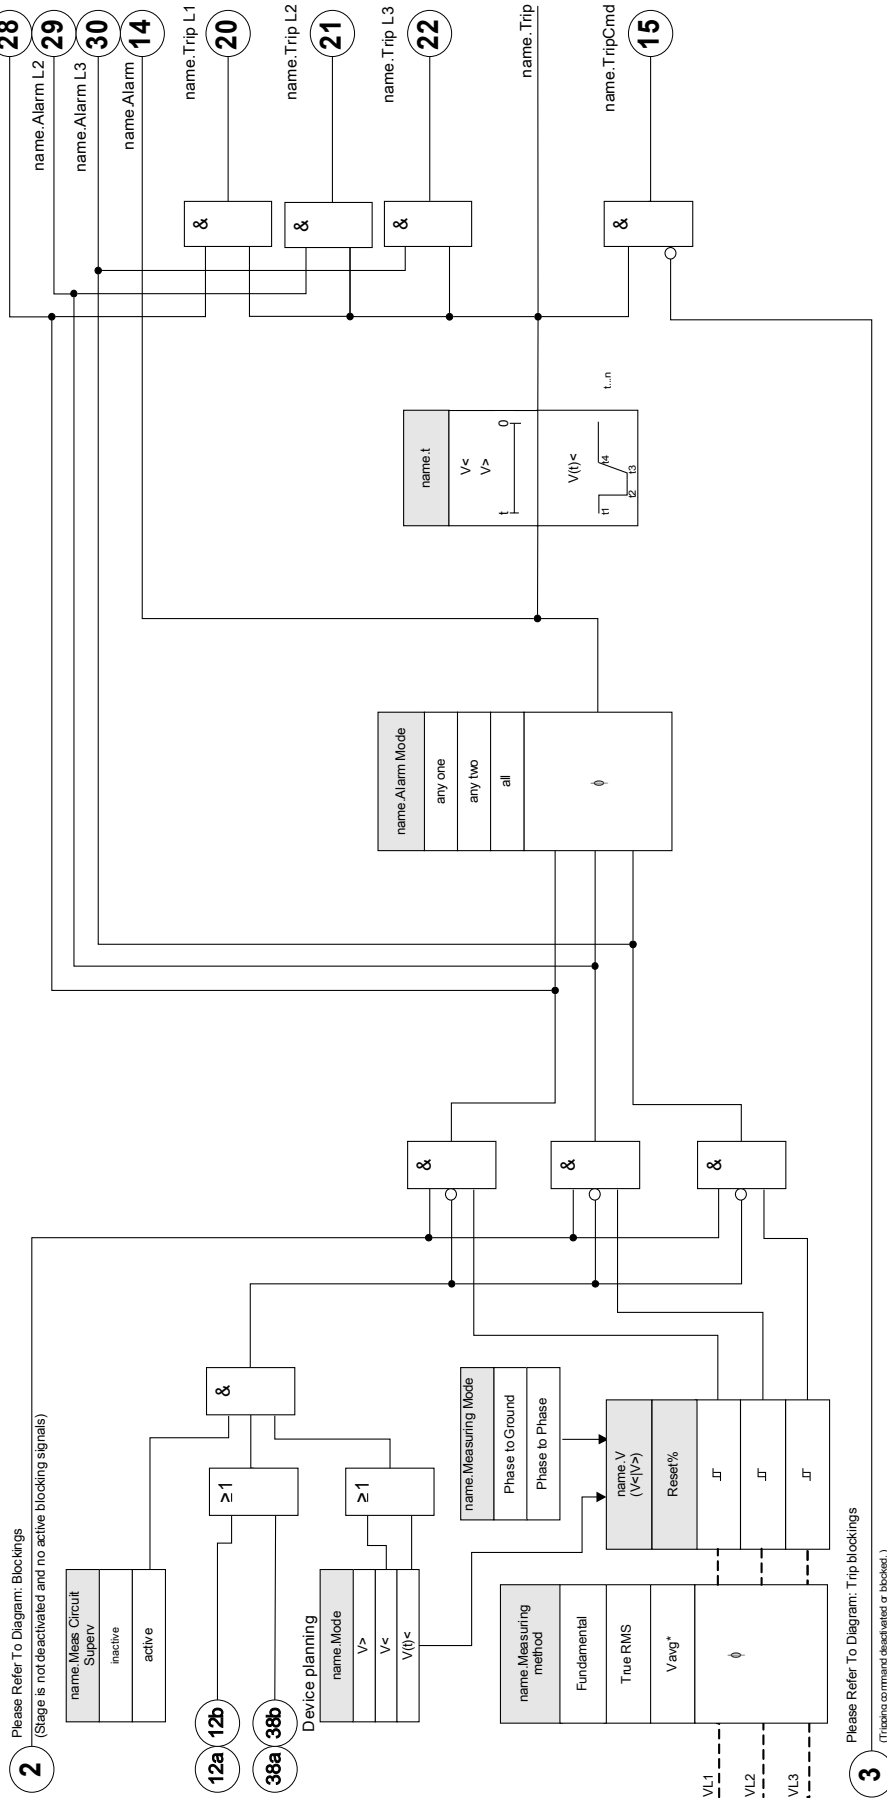 2
Please Refer To Diagram: Blockings
(Stage is not deactivated and no active blocking signals)
name.Meas Circuit
Superv
inactive
active
12a
12b
38a
38b
Device planning
name.Mode
V>
V<
V(t)<
≥1
≥1
&
name.Measuring Mode
Phase to Ground
Phase to Phase
name.Measuring
method
Fundamental
True RMS
Vavg*
φ
VL1
VL2
VL3
name.V
(V<|V>)
Reset%
&
&
&
name.Alarm Mode
any one
any two
all
φ
name.t
V<
V>
t
0
V(t)<
t1
t2
t3
t4
t...n
&
&
&
&
28
29
name.Alarm L2
30
name.Alarm L3
14
name.Alarm
name.Trip L1
20
name.Trip L2
21
name.Trip L3
22
name.Trip
name.TripCmd
15
3
Please Refer To Diagram: Trip blockings
(Tripping command deactivated or blocked. )